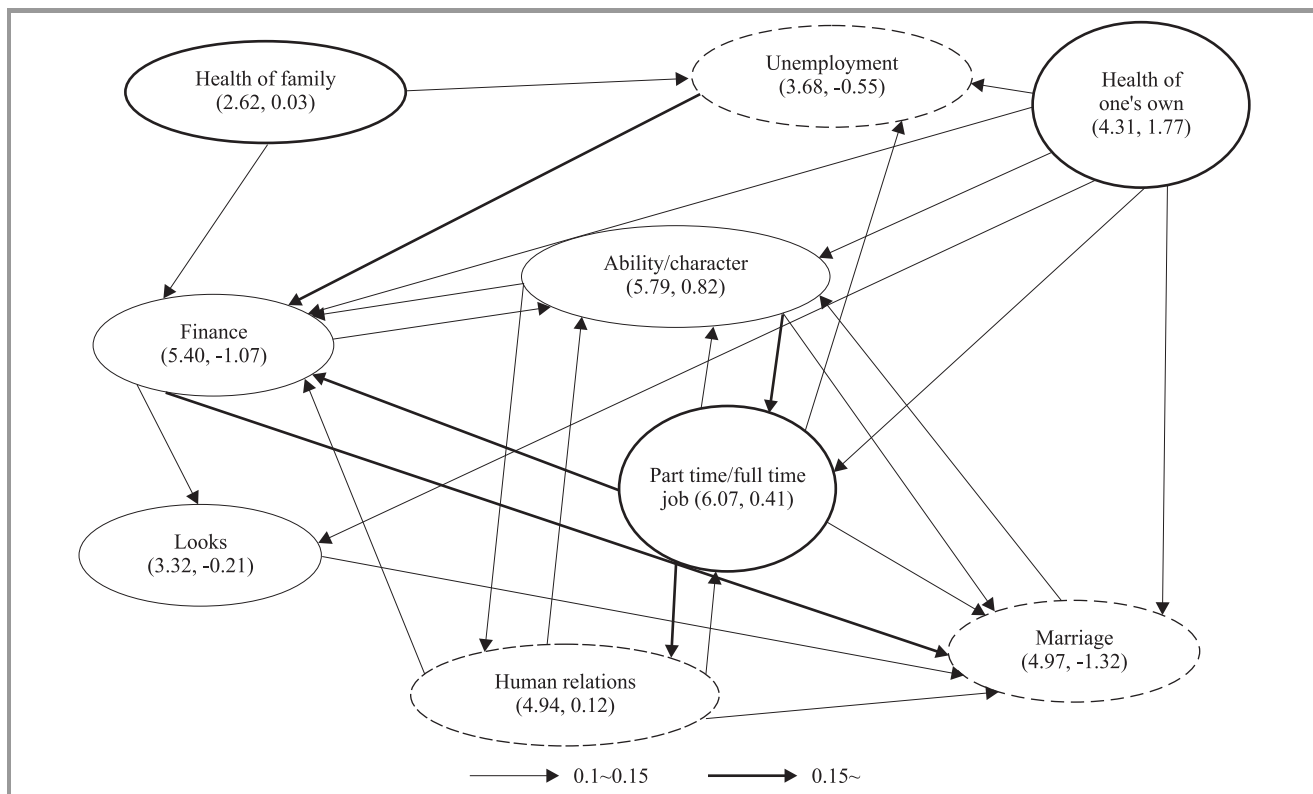 Health of family
(2.62, 0.03)
Unemployment
(3.68, -0.55)
Health of
one's own
(4.31, 1.77)
Ability/character
(5.79, 0.82)
Finance
(5.40, -1.07)
Part time/full time
job (6.07, 0.41)
Looks
(3.32, -0.21)
Marriage
(4.97, -1.32)
Human relations
(4.94, 0.12)
0.1~0.15
0.15~